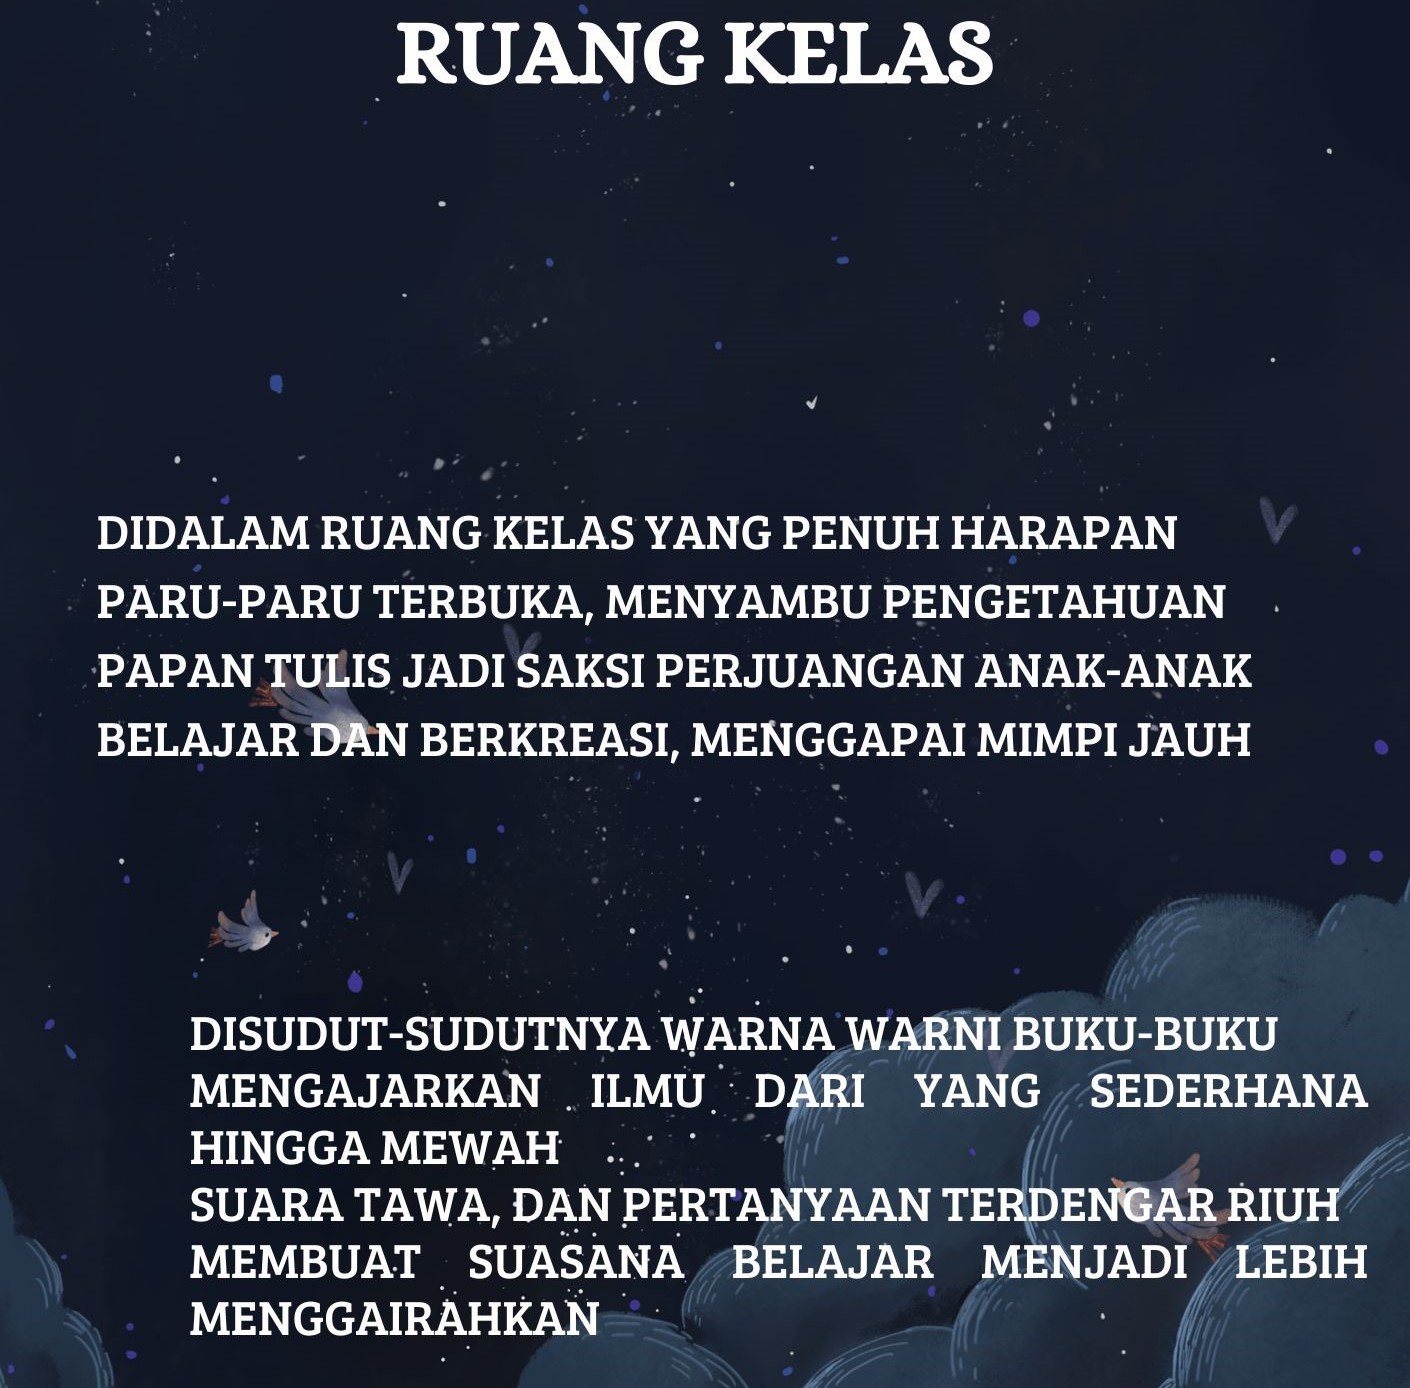 RUANG KELAS
DIDALAM RUANG KELAS YANG PENUH HARAPAN
PARU-PARU TERBUKA, MENYAMBU PENGETAHUAN
PAPAN TULIS JADI SAKSI PERJUANGAN ANAK-ANAK
BELAJAR DAN BERKREASI, MENGGAPAI MIMPI JAUH
DISUDUT-SUDUTNYA WARNA WARNI BUKU-BUKU
MENGAJARKAN ILMU DARI YANG SEDERHANA
HINGGA MEWAH
SUARA TAWA, DAN PERTANYAAN TERDENGAR RIUH
MEMBUAT SUASANA BELAJAR MENJADI LEBIH
MENGGAIRAHKAN